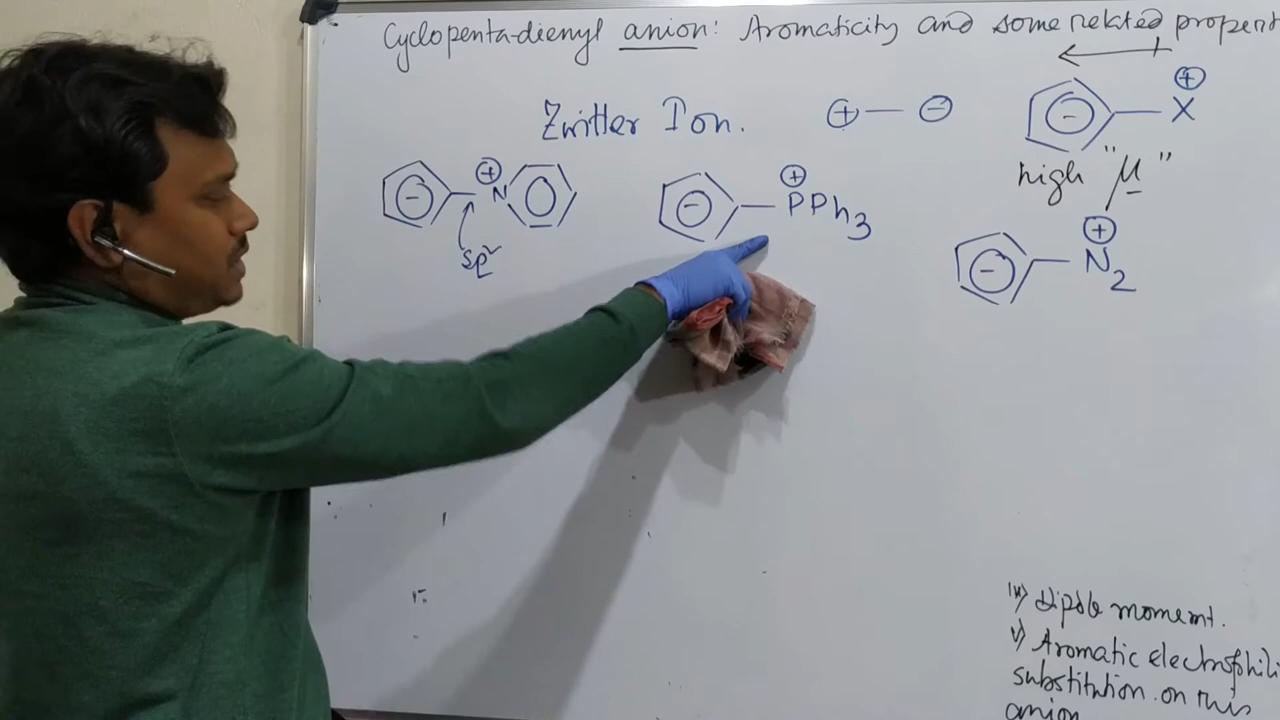 Cyclopenta-dienyl anion: Aromaticity and some related propert
Zwitter Ion. ⊕ — ⊖
⊖ — X ⊕
high "μ"
⊖ — N ⊕
sp²
⊖ — PPh3 ⊕
⊖ — N2 ⊕
iv) Dipole moment.
v) Aromatic electrophili
substitution on this
anion